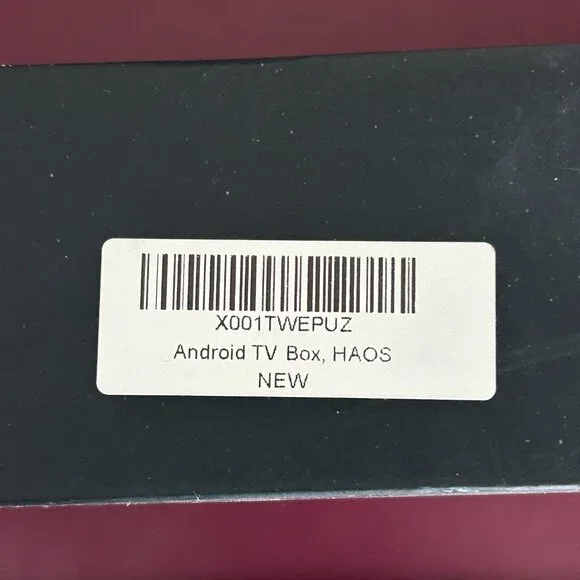 X001TWEPUZ
Android TV Box, HAOS
NEW